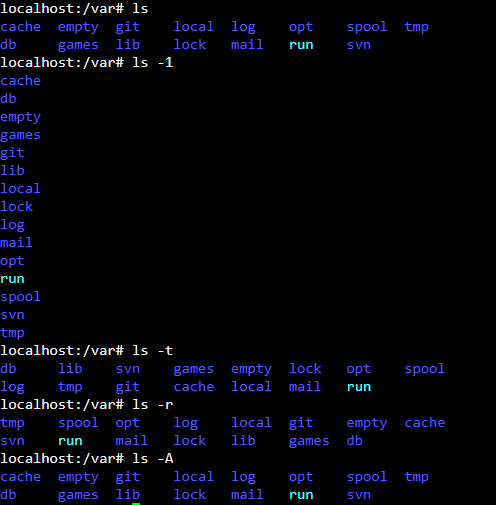 localhost:/var# ls
cache  empty  git    local  log    opt    spool  tmp
db     games  lib    lock   mail   run    svn
localhost:/var# ls -1
cache
db
empty
games
git
lib
local
lock
log
mail
opt
run
spool
svn
tmp
localhost:/var# ls -t
db     lib    svn    games  empty  lock   opt    spool
log    tmp    git    cache  local  mail   run
localhost:/var# ls -r
tmp    spool  opt    log    local  git    empty  cache
svn    run    mail   lock   lib    games  db
localhost:/var# ls -A
cache  empty  git    local  log    opt    spool  tmp
db     games  lib    lock   mail   run    svn